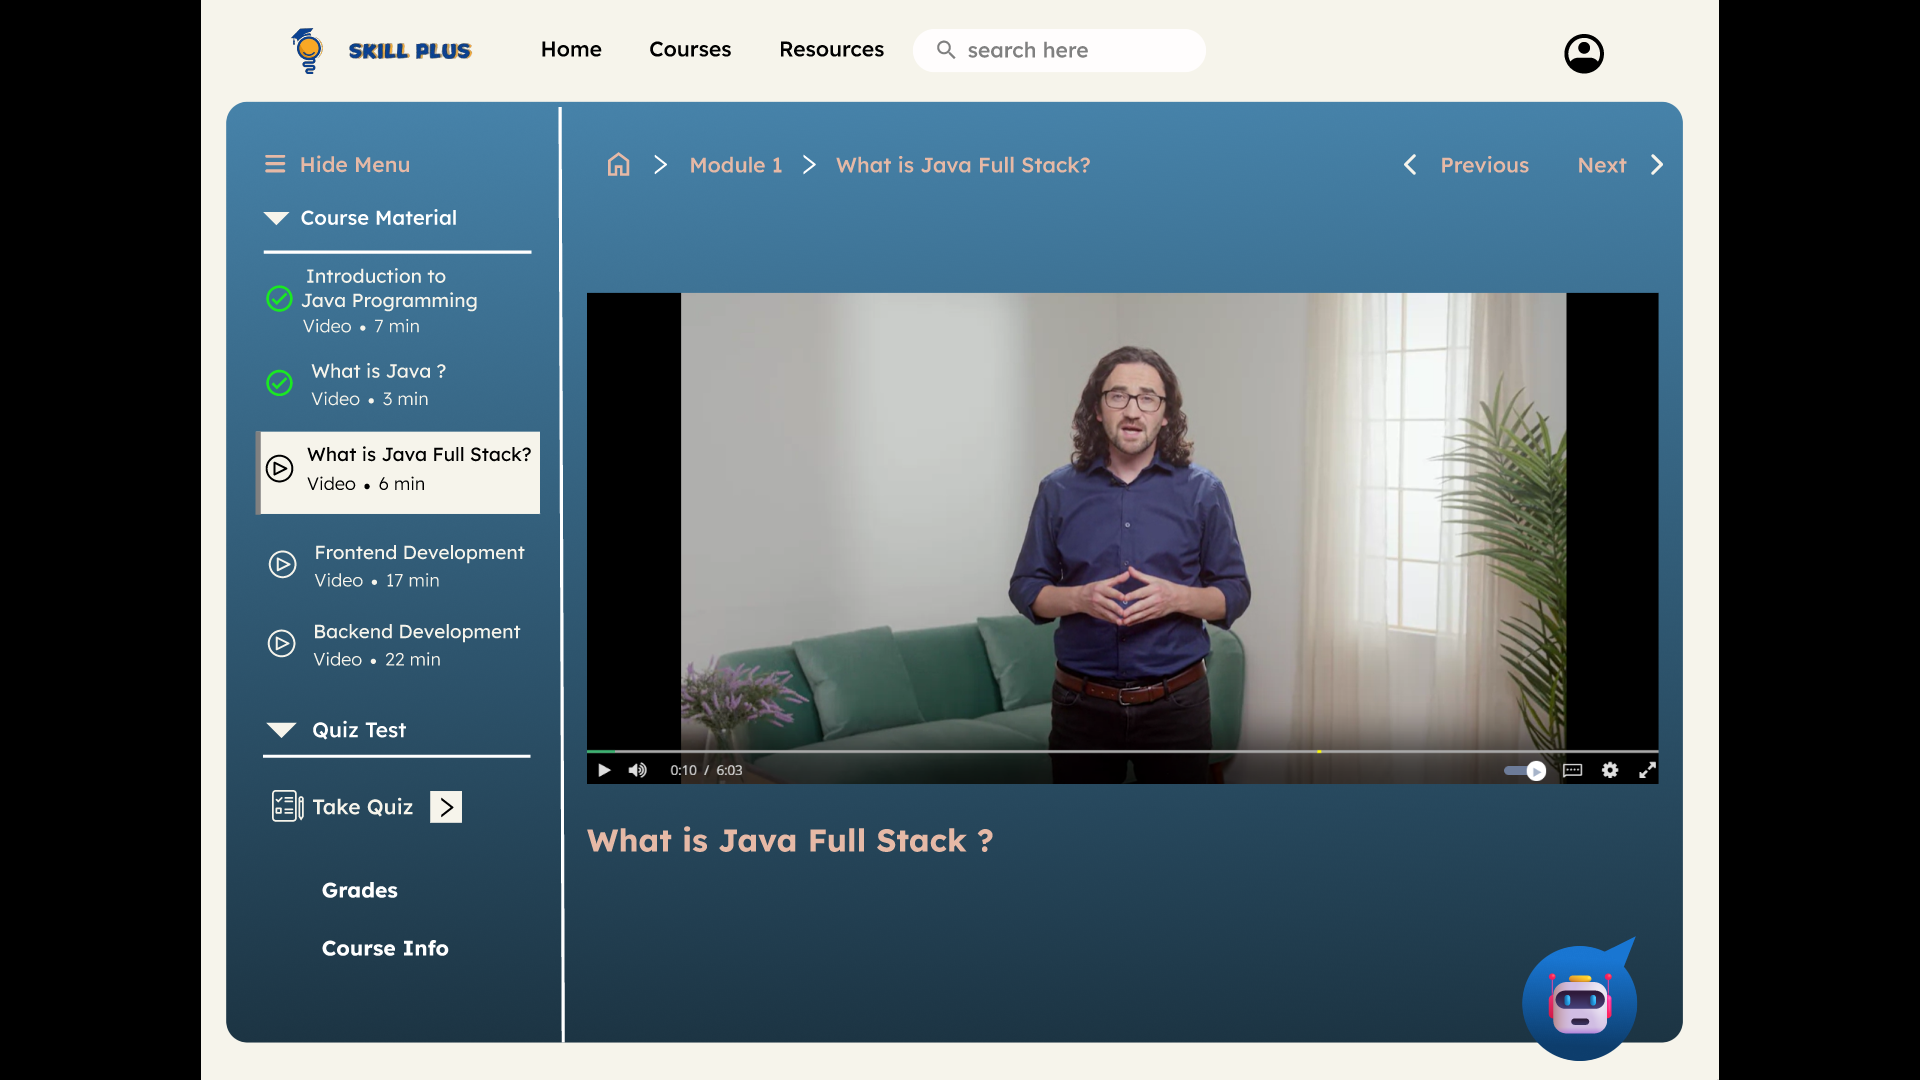 SKILL PLUS
Home
Courses
Resources
search here
Hide Menu
Course Material
Introduction to
Java Programming
Video • 7 min
What is Java ?
Video • 3 min
What is Java Full Stack?
Video • 6 min
Frontend Development
Video • 17 min
Backend Development
Video • 22 min
Quiz Test
Take Quiz
Grades
Course Info
Module 1
What is Java Full Stack?
Previous
Next
0:10 / 6:03
What is Java Full Stack ?